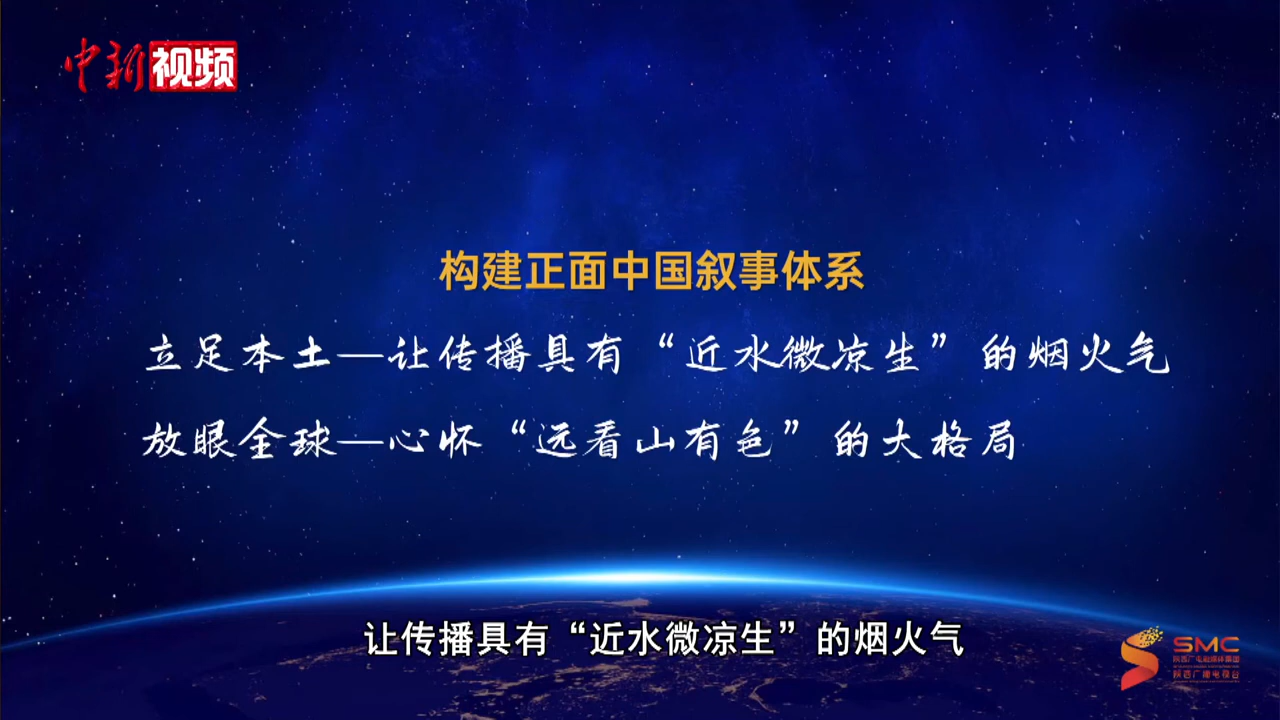 中新视频
构建正面中国叙事体系
立足本土—让传播具有“近水微凉生”的烟火气
放眼全球—心怀“远看山有色”的大格局
让传播具有“近水微凉生”的烟火气
SMC
陕西广电融媒体集团
陕西广播电视台